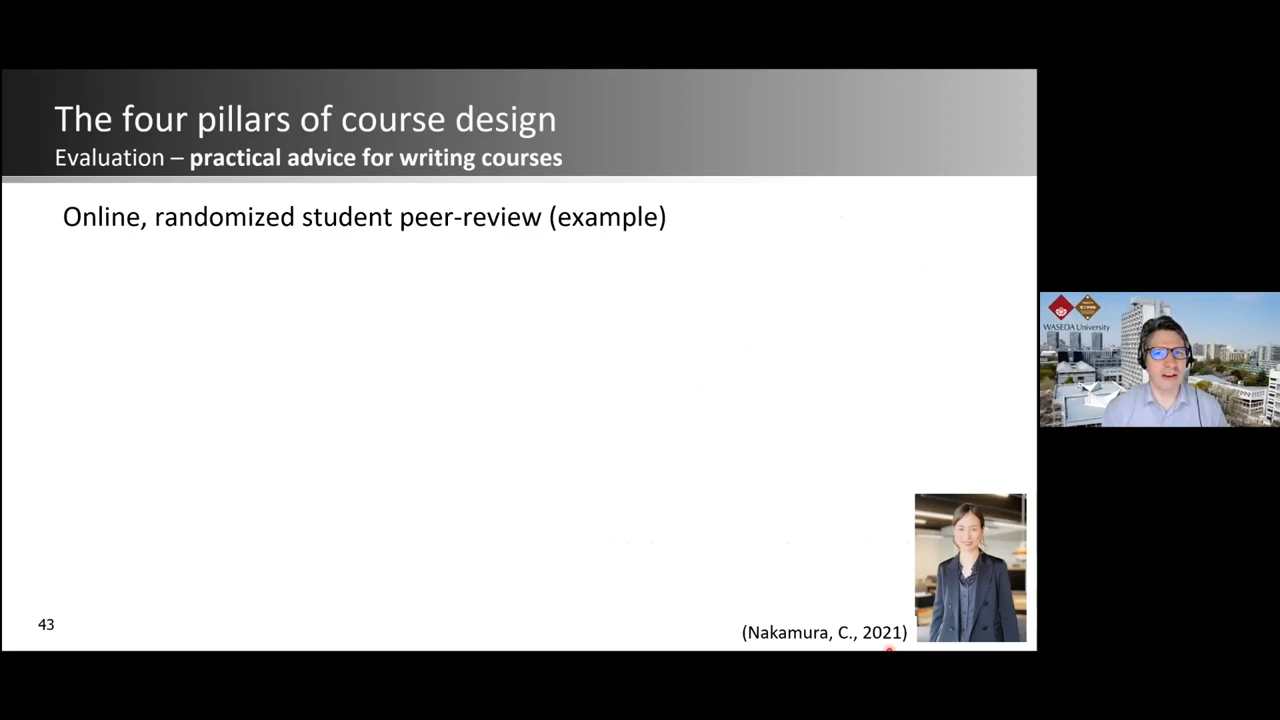 The four pillars of course design
Evaluation – practical advice for writing courses
Online, randomized student peer-review (example)
WASEDA University
43
(Nakamura, C., 2021)